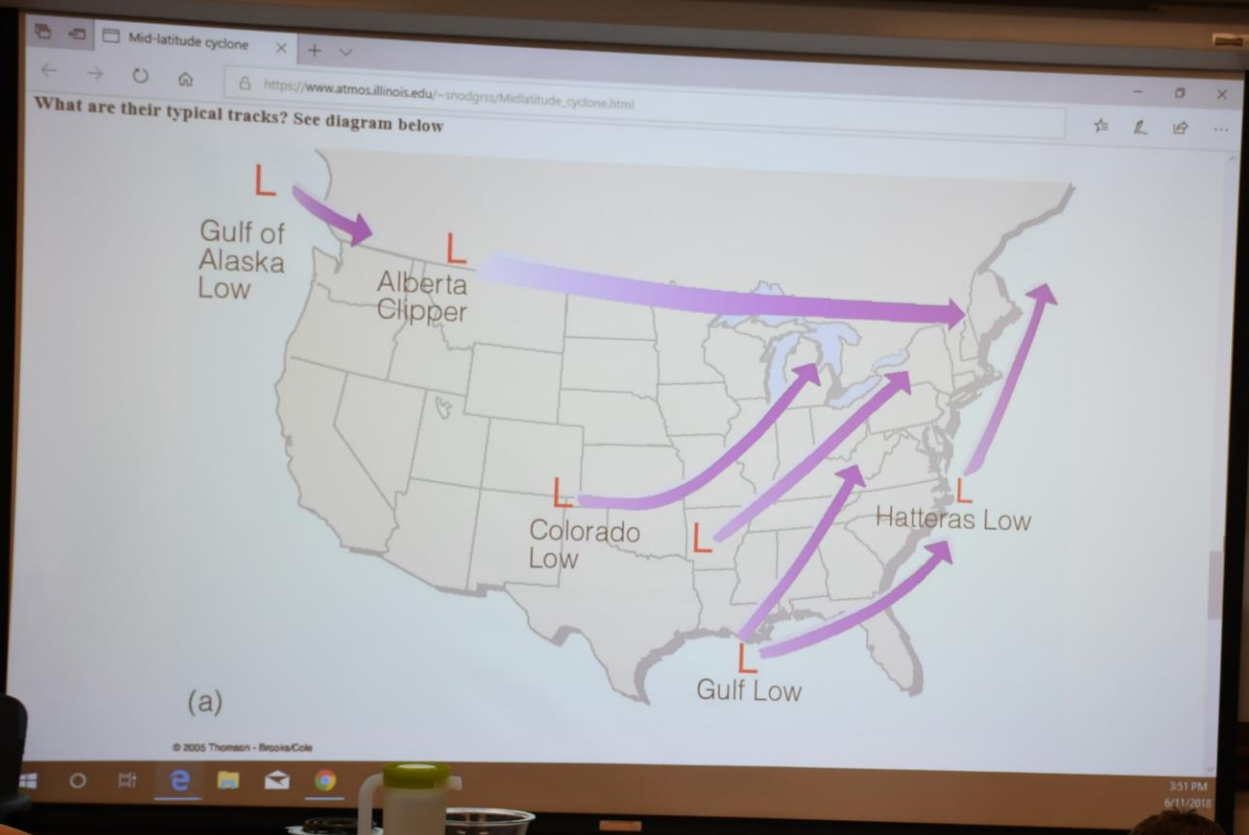 Mid-latitude cyclone
https://www.atmos.illinois.edu/~snodgrss/Midlatitude_cyclone.html
What are their typical tracks? See diagram below
L
Gulf of
Alaska
Low
L
Alberta
Clipper
L
Colorado
Low
L
L
Hatteras Low
L
Gulf Low
(a)
© 2005 Thomson - Brooks/Cole
3:51 PM
6/11/2018